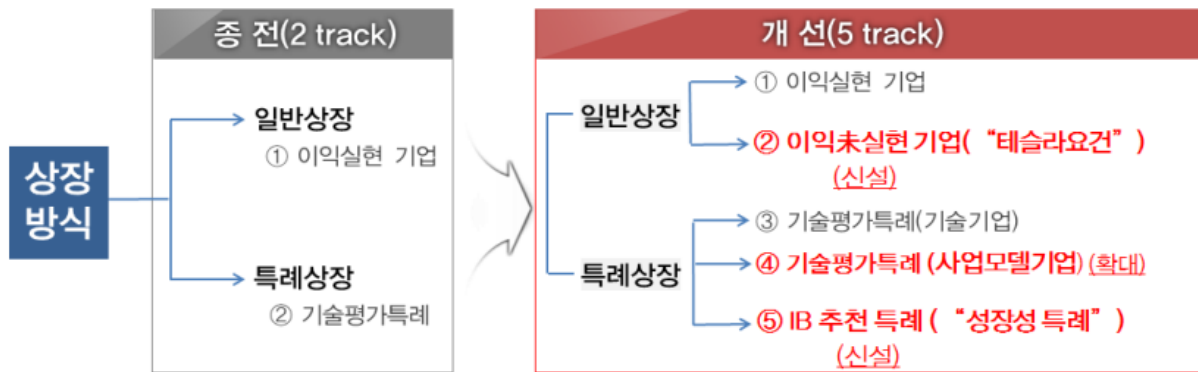 종 전(2 track)
개 선(5 track)
상장
방식
일반상장
① 이익실현 기업
특례상장
② 기술평가특례
일반상장
① 이익실현 기업
② 이익未실현 기업(“테슬라요건”)
(신설)
특례상장
③ 기술평가특례(기술기업)
④ 기술평가특례 (사업모델기업) (확대)
⑤ IB 추천 특례 (“성장성 특례”)
(신설)